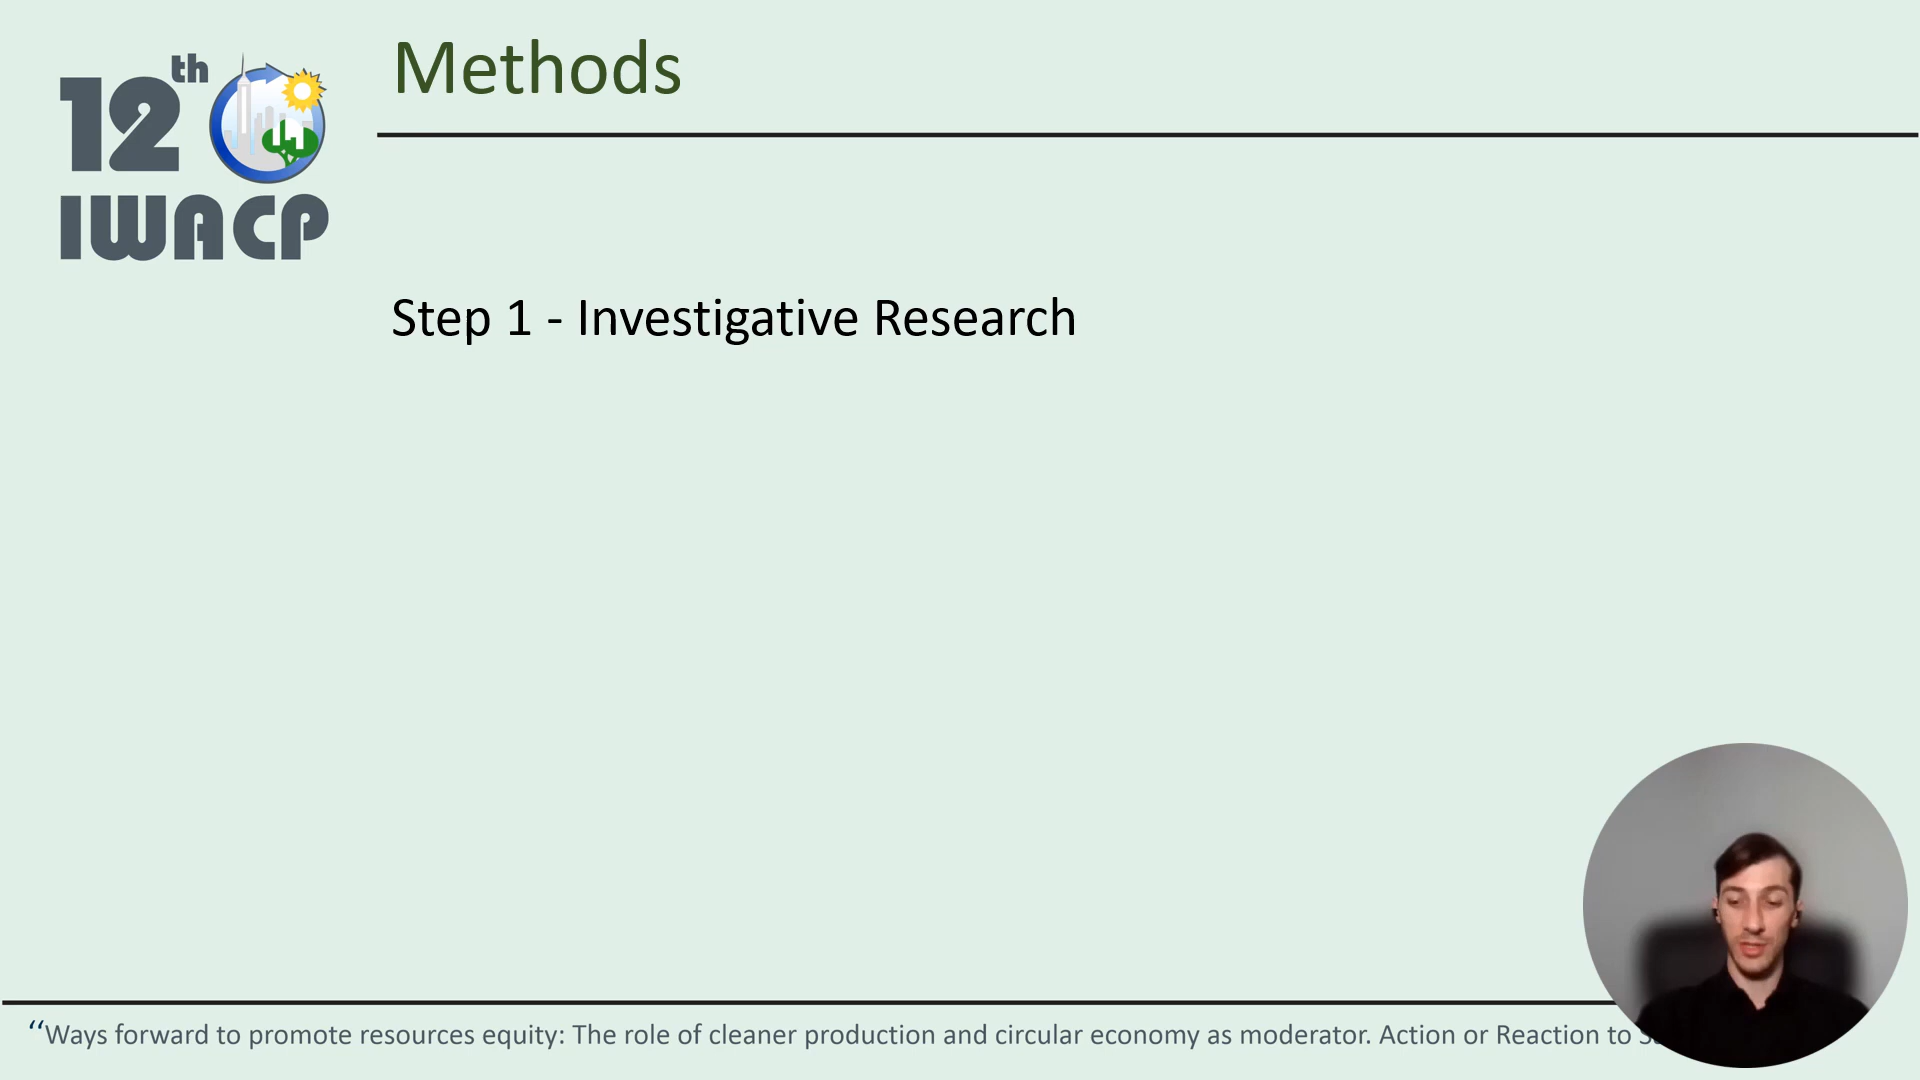 12th
IWACP
Methods
Step 1 - Investigative Research
“Ways forward to promote resources equity: The role of cleaner production and circular economy as moderator. Action or Reaction to